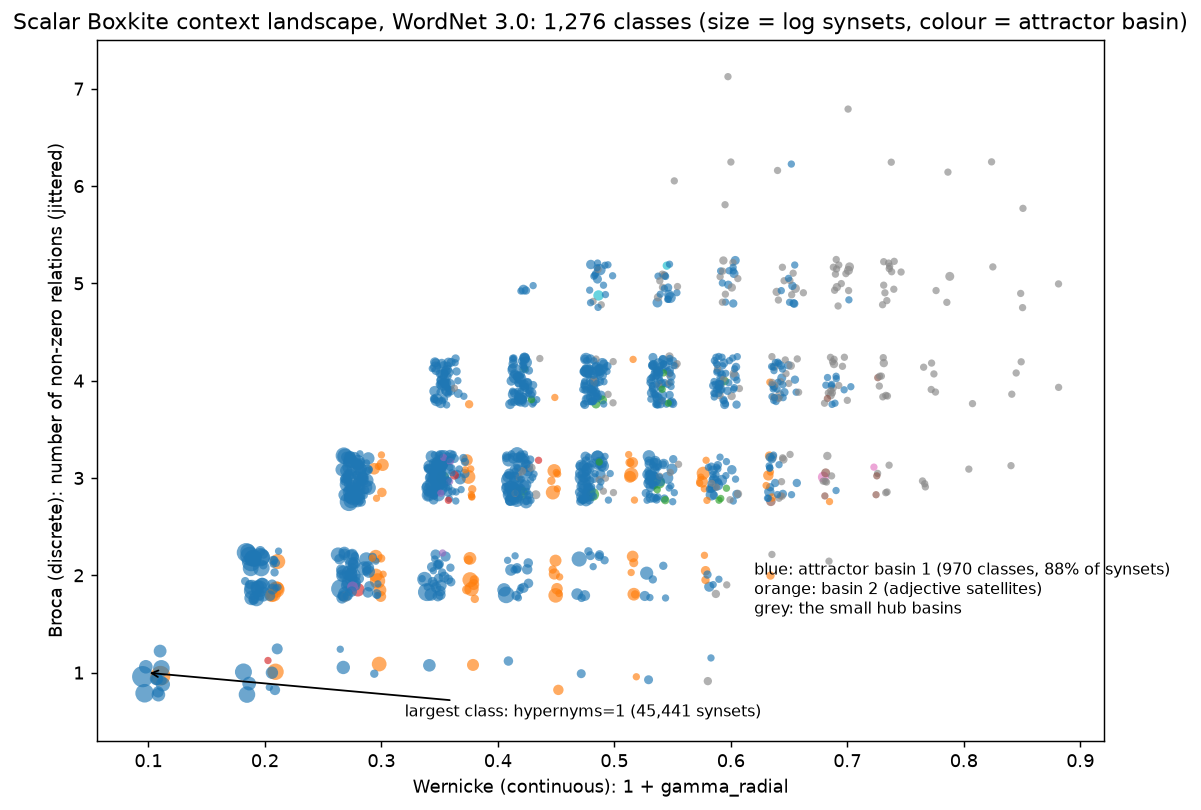 Scalar Boxkite context landscape, WordNet 3.0: 1,276 classes (size = log synsets, colour = attractor basin)
Broca (discrete): number of non-zero relations (jittered)
7
6
5
4
3
2
1
blue: attractor basin 1 (970 classes, 88% of synsets)
orange: basin 2 (adjective satellites)
grey: the small hub basins
largest class: hypernyms=1 (45,441 synsets)
0.1 0.2 0.3 0.4 0.5 0.6 0.7 0.8 0.9
Wernicke (continuous): 1 + gamma_radial